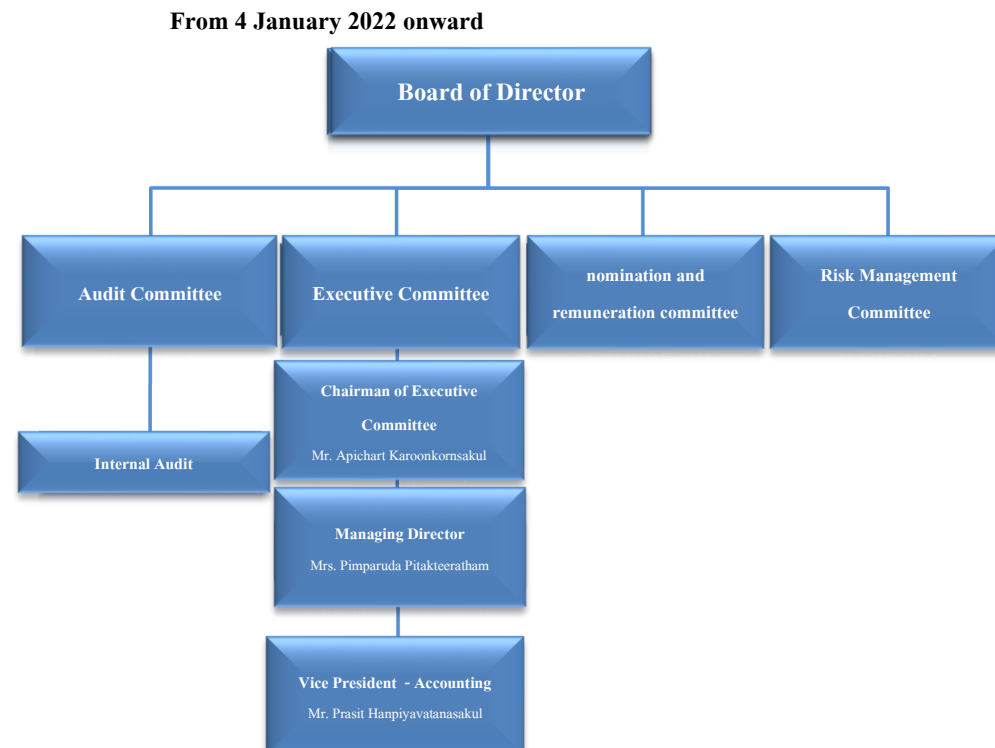 From 4 January 2022 onward
Board of Director
Audit Committee
Executive Committee
nomination and
remuneration committee
Risk Management
Committee
Chairman of Executive
Committee
Mr. Apichart Karoonkornsakul
Internal Audit
Managing Director
Mrs. Pimparuda Pitakteeratham
Vice President - Accounting
Mr. Prasit Hanpiyavatanasakul